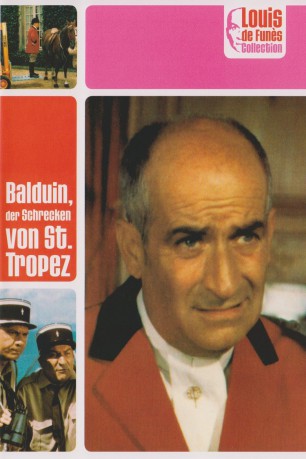 Louis
de Funès
Collection
Balduin,
der Schrecken
von St.
Tropez